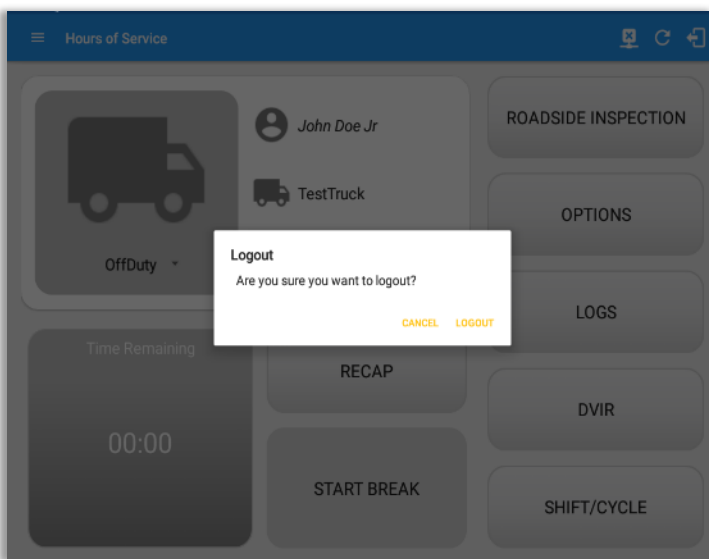 Hours of Service
John Doe Jr
TestTruck
OffDuty
ROADSIDE INSPECTION
OPTIONS
LOGS
DVIR
SHIFT/CYCLE
Logout
Are you sure you want to logout?
CANCEL LOGOUT
Time Remaining
00:00
RECAP
START BREAK